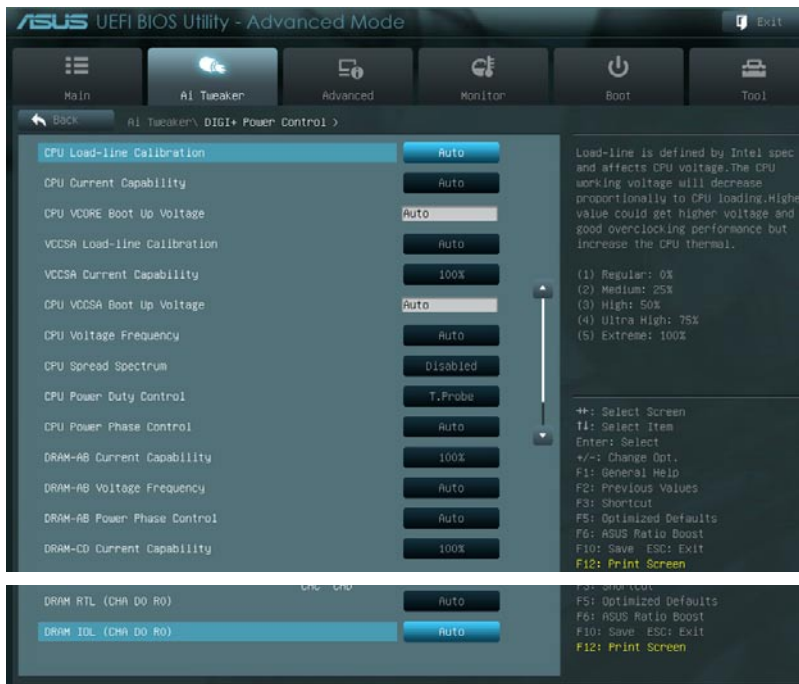 ASUS UEFI BIOS Utility - Advanced Mode
Exit
Main
Ai Tweaker
Advanced
Monitor
Boot
Tool
Back
Ai Tweaker\ DIGI+ Power Control >
CPU Load-line Calibration Auto
CPU Current Capability Auto
CPU VCORE Boot Up Voltage Auto
VCCSA Load-line Calibration Auto
VCCSA Current Capability 100%
CPU VCCSA Boot Up Voltage Auto
CPU Voltage Frequency Auto
CPU Spread Spectrum Disabled
CPU Power Duty Control T.Probe
CPU Power Phase Control Auto
DRAM-AB Current Capability 100%
DRAM-AB Voltage Frequency Auto
DRAM-AB Power Phase Control Auto
DRAM-CD Current Capability 100%
Load-line is defined by Intel spec
and affects CPU voltage.The CPU
working voltage will decrease
proportionally to CPU loading.Highe
value could get higher voltage and
good overclocking performance but
increase the CPU thermal.
(1) Regular: 0%
(2) Medium: 25%
(3) High: 50%
(4) Ultra High: 75%
(5) Extreme: 100%
→←: Select Screen
↑↓: Select Item
Enter: Select
+/-: Change Opt.
F1: General Help
F2: Previous Values
F3: Shortcut
F5: Optimized Defaults
F6: ASUS Ratio Boost
F10: Save ESC: Exit
F12: Print Screen
CHC CHD
DRAM RTL (CHA D0 R0) Auto
DRAM IOL (CHA D0 R0) Auto
F3: Shortcut
F5: Optimized Defaults
F6: ASUS Ratio Boost
F10: Save ESC: Exit
F12: Print Screen